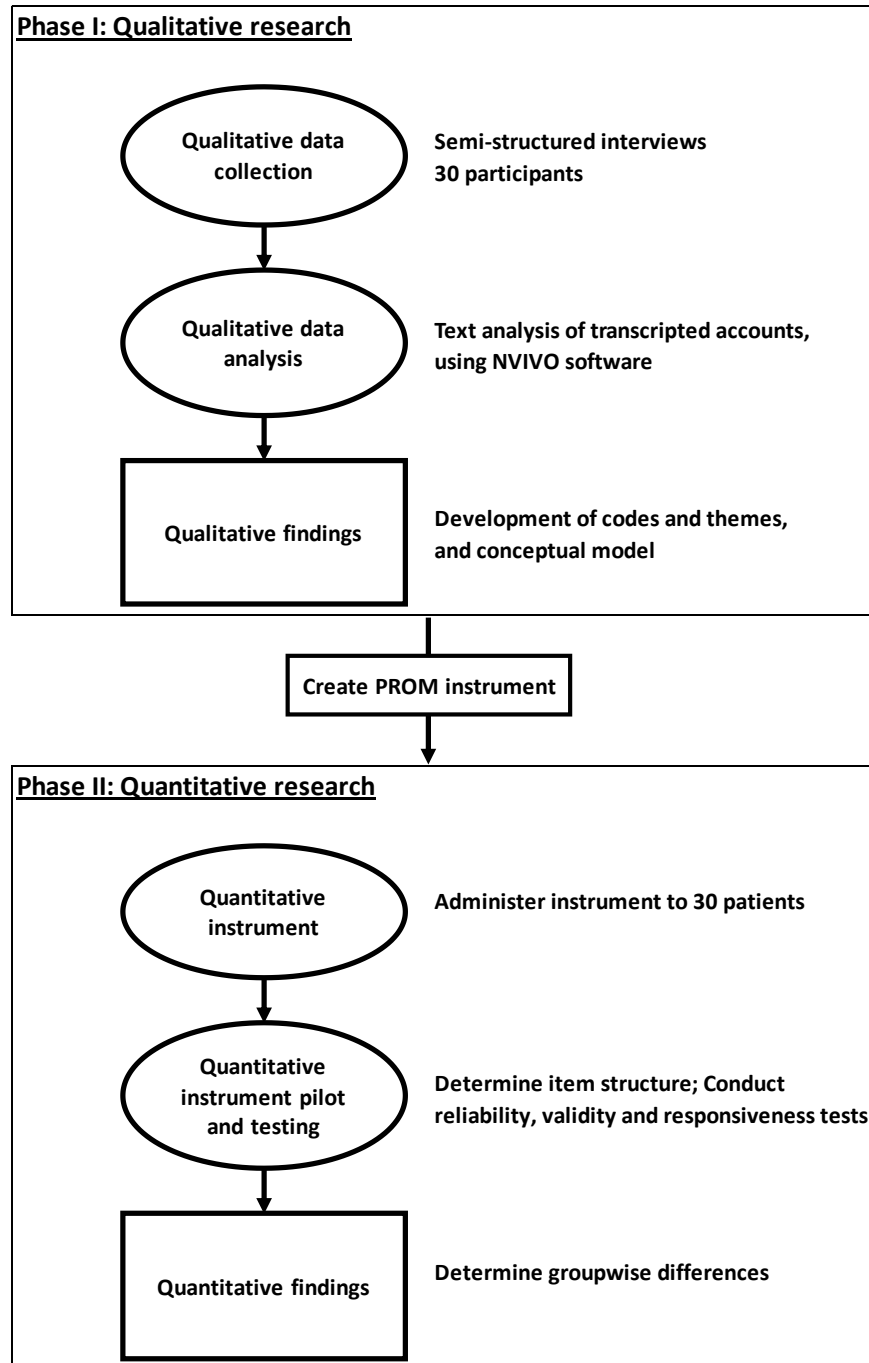 Phase I: Qualitative research
Qualitative data
collection
Semi-structured interviews
30 participants
Qualitative data
analysis
Text analysis of transcripted accounts,
using NVIVO software
Qualitative findings
Development of codes and themes,
and conceptual model
Create PROM instrument
Phase II: Quantitative research
Quantitative
instrument
Administer instrument to 30 patients
Quantitative
instrument pilot
and testing
Determine item structure; Conduct
reliability, validity and responsiveness tests
Quantitative findings
Determine groupwise differences